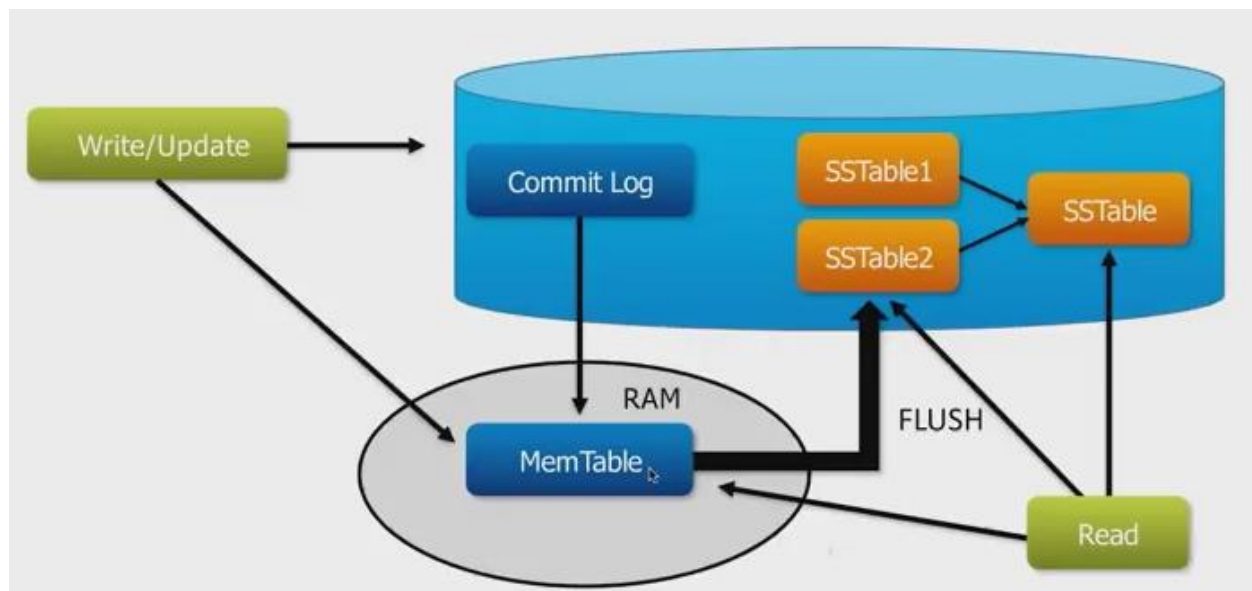 Write/Update
Commit Log
SSTable1
SSTable2
SSTable
RAM
MemTable
FLUSH
Read